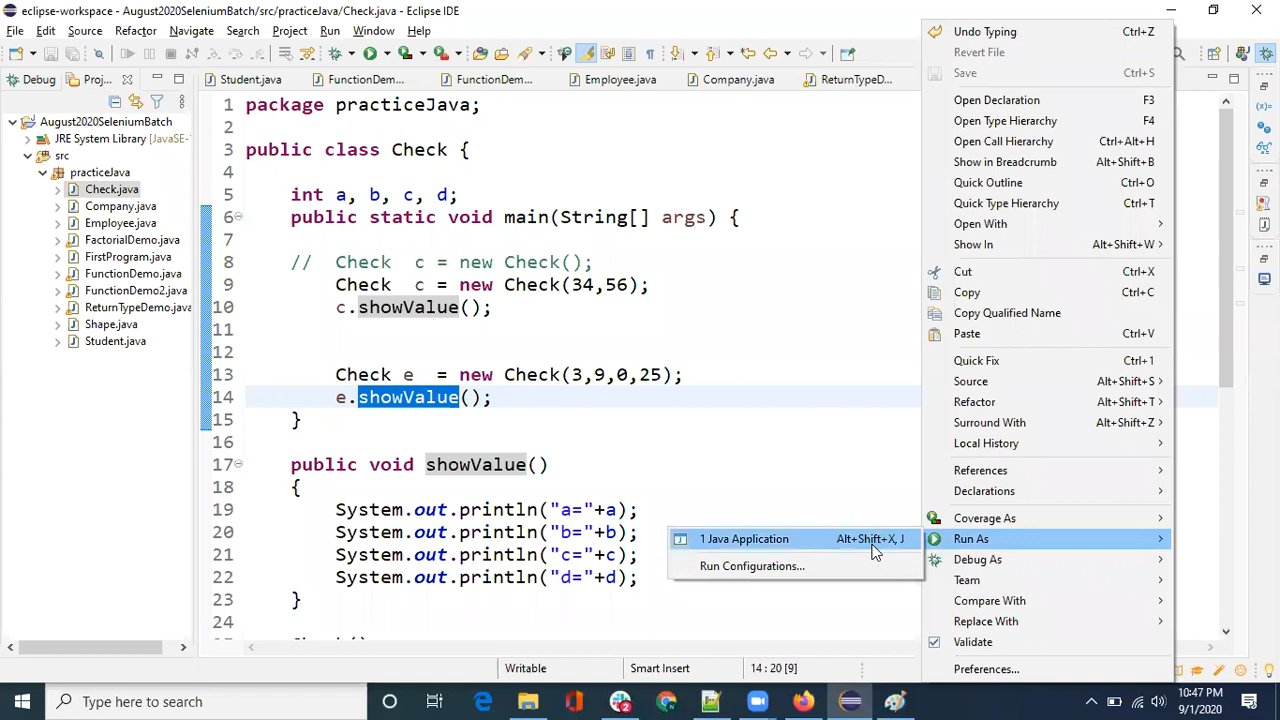 eclipse-workspace - August2020SeleniumBatch/src/practiceJava/Check.java - Eclipse IDE
File Edit Source Refactor Navigate Search Project Run Window Help
Debug Proj...
Student.java FunctionDem... FunctionDem... Employee.java Company.java ReturnTypeD...
August2020SeleniumBatch
JRE System Library [JavaSE-
src
practiceJava
Check.java
Company.java
Employee.java
FactorialDemo.java
FirstProgram.java
FunctionDemo.java
FunctionDemo2.java
ReturnTypeDemo.java
Shape.java
Student.java
1 package practiceJava;
2
3 public class Check {
4
5 int a, b, c, d;
6 public static void main(String[] args) {
7
8 // Check c = new Check();
9 Check c = new Check(34,56);
10 c.showValue();
11
12
13 Check e = new Check(3,9,0,25);
14 e.showValue();
15 }
16
17 public void showValue()
18 {
19 System.out.println("a="+a);
20 System.out.println("b="+b);
21 System.out.println("c="+c);
22 System.out.println("d="+d);
23 }
24
Undo Typing Ctrl+Z
Revert File
Save Ctrl+S
Open Declaration F3
Open Type Hierarchy F4
Open Call Hierarchy Ctrl+Alt+H
Show in Breadcrumb Alt+Shift+B
Quick Outline Ctrl+O
Quick Type Hierarchy Ctrl+T
Open With
Show In Alt+Shift+W
Cut Ctrl+X
Copy Ctrl+C
Copy Qualified Name
Paste Ctrl+V
Quick Fix Ctrl+1
Source Alt+Shift+S
Refactor Alt+Shift+T
Surround With Alt+Shift+Z
Local History
References
Declarations
Coverage As
Run As
Debug As
Team
Compare With
Replace With
Validate
Preferences...
1 Java Application Alt+Shift+X, J
Run Configurations...
Writable Smart Insert 14 : 20 [9]
Type here to search
10:47 PM
9/1/2020